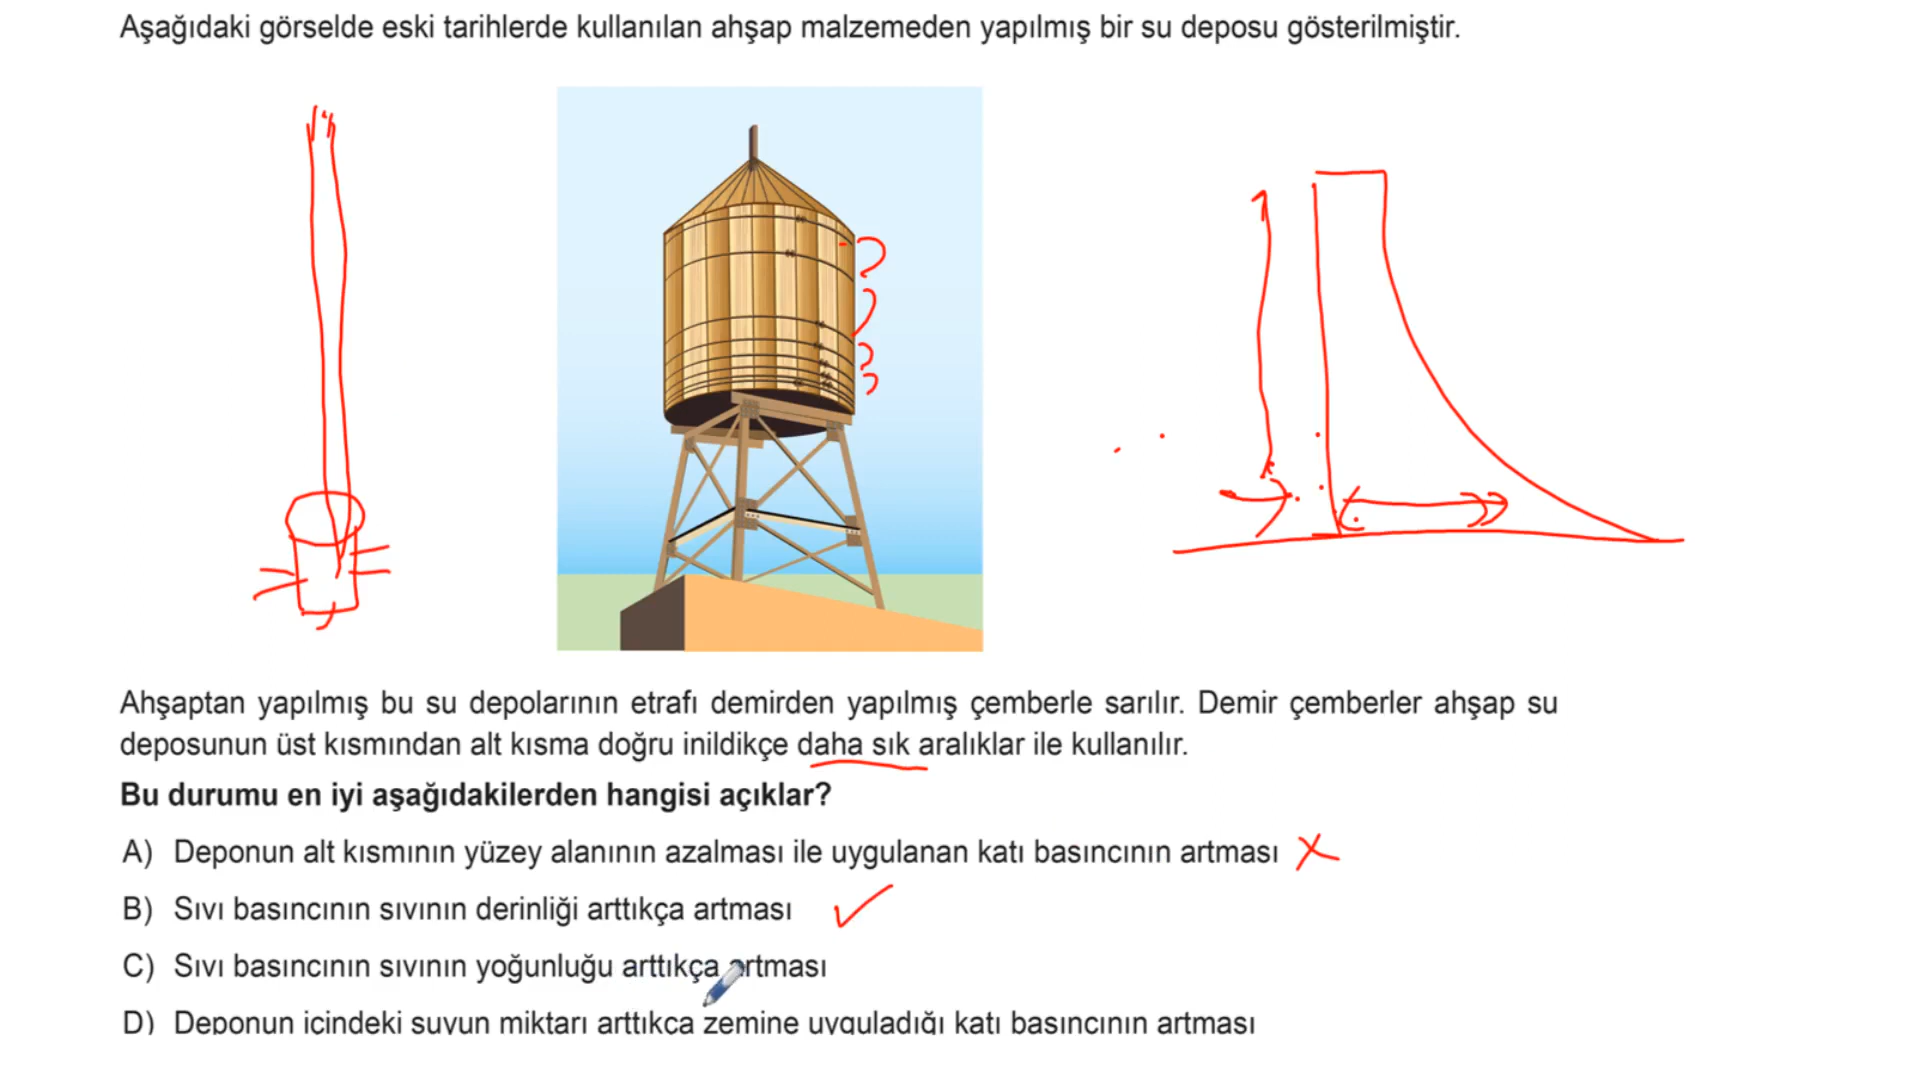 Aşağıdaki görselde eski tarihlerde kullanılan ahşap malzemeden yapılmış bir su deposu gösterilmiştir.
Ahşaptan yapılmış bu su depolarının etrafı demirden yapılmış çemberle sarılır. Demir çemberler ahşap su
deposunun üst kısmından alt kısma doğru inildikçe daha sık aralıklar ile kullanılır.
Bu durumu en iyi aşağıdakilerden hangisi açıklar?
A) Deponun alt kısmının yüzey alanının azalması ile uygulanan katı basıncının artması
B) Sıvı basıncının sıvının derinliği arttıkça artması
C) Sıvı basıncının sıvının yoğunluğu arttıkça artması
D) Deponun içindeki suyun miktarı arttıkça zemine uyguladığı katı basıncının artması